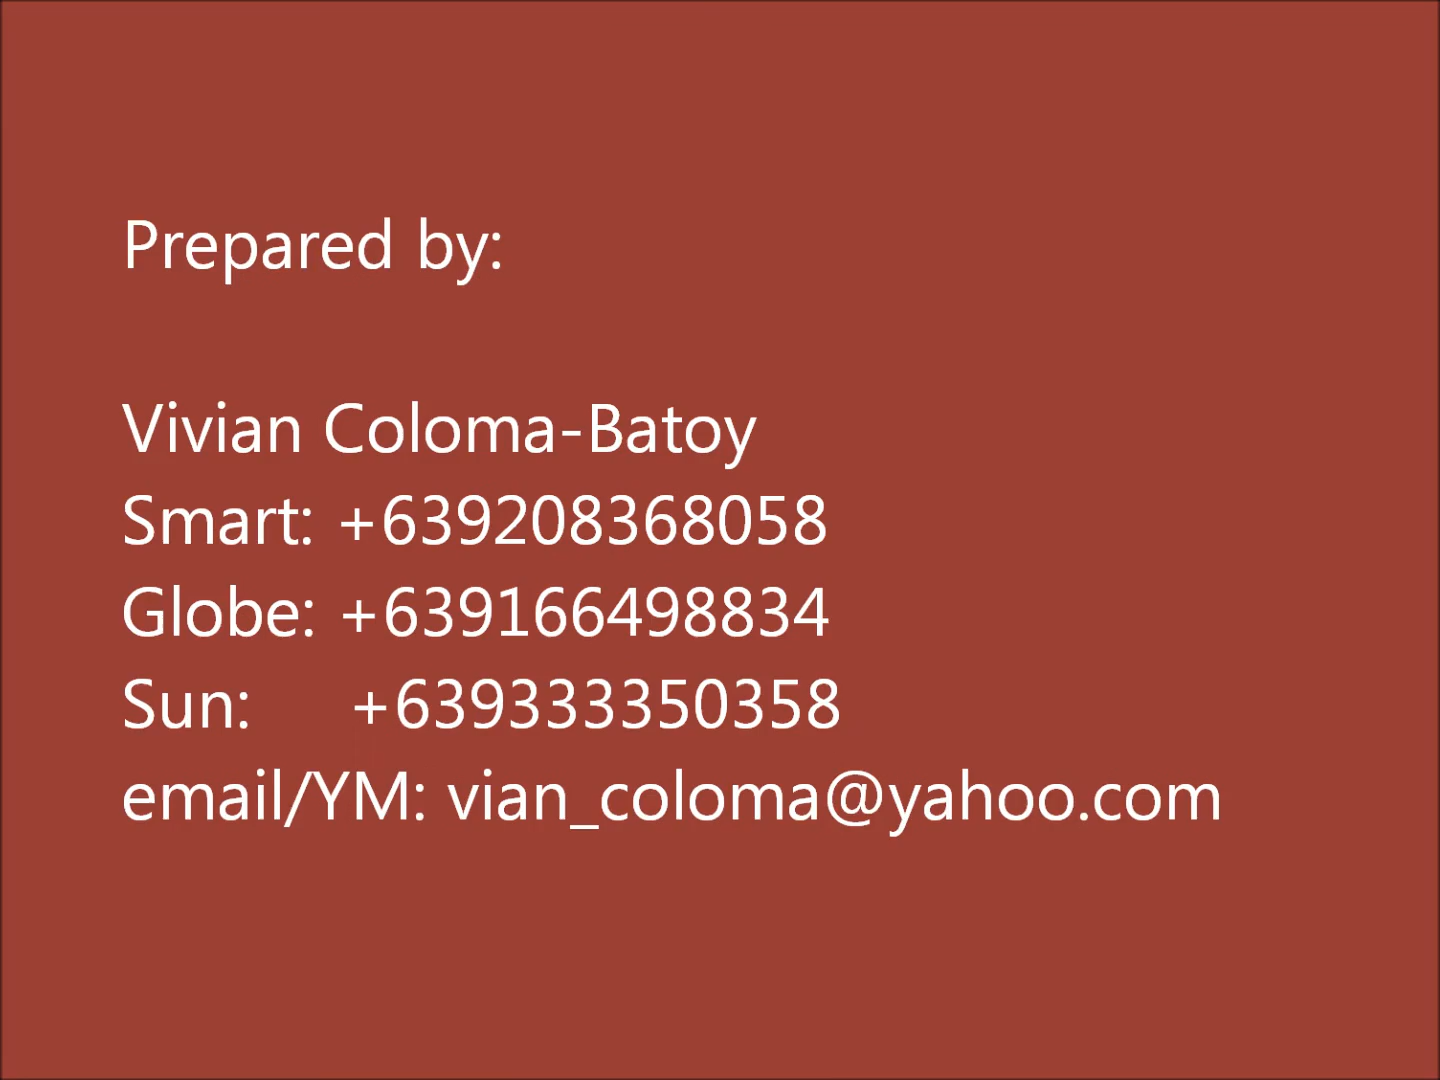 Prepared by:
Vivian Coloma-Batoy
Smart: +639208368058
Globe: +639166498834
Sun: +639333350358
email/YM: vian_coloma@yahoo.com